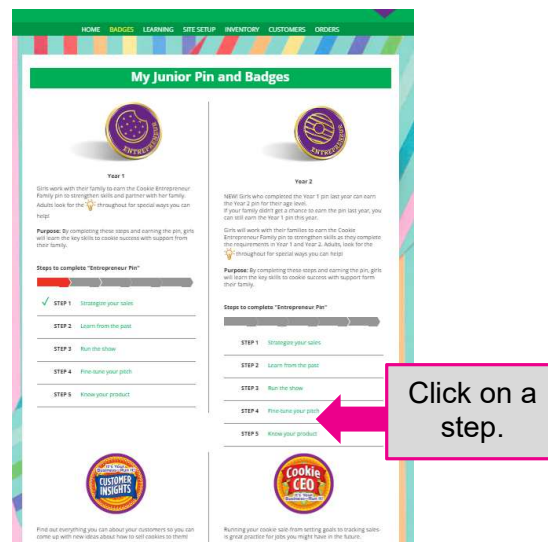 HOME BADGES LEARNING SITE SETUP INVENTORY CUSTOMERS ORDERS
My Junior Pin and Badges
ENTREPRENEUR
Year 1
Girls work with their family to earn the Cookie Entrepreneur
Family pin to strengthen skills and partner with her family.
Adults look for the throughout for special ways you can
help!
Purpose: By completing these steps and earning the pin, girls
will learn the key skills to cookie success with support from
their family.
Steps to complete "Entrepreneur Pin"
STEP 1 Strategize your sales
STEP 2 Learn from the past
STEP 3 Run the show
STEP 4 Fine-tune your pitch
STEP 5 Know your product
IT'S YOUR
BUSINESS—RUN IT!
CUSTOMER
INSIGHTS
Find out everything you can about your customers so you can
come up with new ideas about how to sell cookies to them!
ENTREPRENEUR
Year 2
NEW! Girls who completed the Year 1 pin last year can earn
the Year 2 pin for their age level.
If your family didn't get a chance to earn the pin last year, you
can still earn the Year 1 pin this year.
Girls will work with their families to earn the Cookie
Entrepreneur Family pin to strengthen skills as they complete
the requirements in Year 1 and Year 2. Adults, look for the
throughout for special ways you can help!
Purpose: By completing these steps and earning the pin, girls
will learn the key skills to cookie success with support form
their family.
Steps to complete "Entrepreneur Pin"
STEP 1 Strategize your sales
STEP 2 Learn from the past
STEP 3 Run the show
STEP 4 Fine-tune your pitch
STEP 5 Know your product
Cookie
CEO
IT'S YOUR
BUSINESS—RUN IT!
Running your cookie sale-from setting goals to tracking sales-
is great practice for jobs you might have in the future.
Click on a
step.